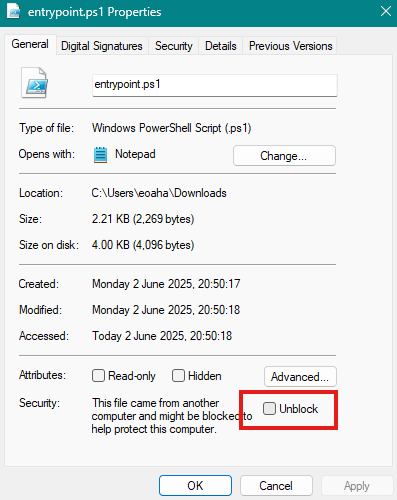 entrypoint.ps1 Properties
General Digital Signatures Security Details Previous Versions
entrypoint.ps1
Type of file: Windows PowerShell Script (.ps1)
Opens with: Notepad Change...
Location: C:\Users\eoaha\Downloads
Size: 2.21 KB (2,269 bytes)
Size on disk: 4.00 KB (4,096 bytes)
Created: Monday 2 June 2025, 20:50:17
Modified: Monday 2 June 2025, 20:50:18
Accessed: Today 2 June 2025, 20:50:18
Attributes: Read-only Hidden Advanced...
Security: This file came from another
computer and might be blocked to
help protect this computer.
Unblock
OK Cancel Apply